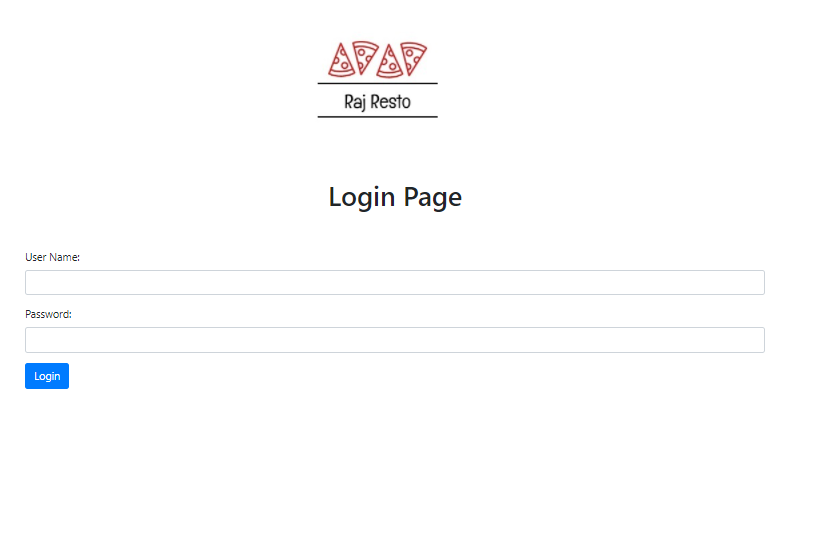 Raj Resto
Login Page
User Name:
Password:
Login